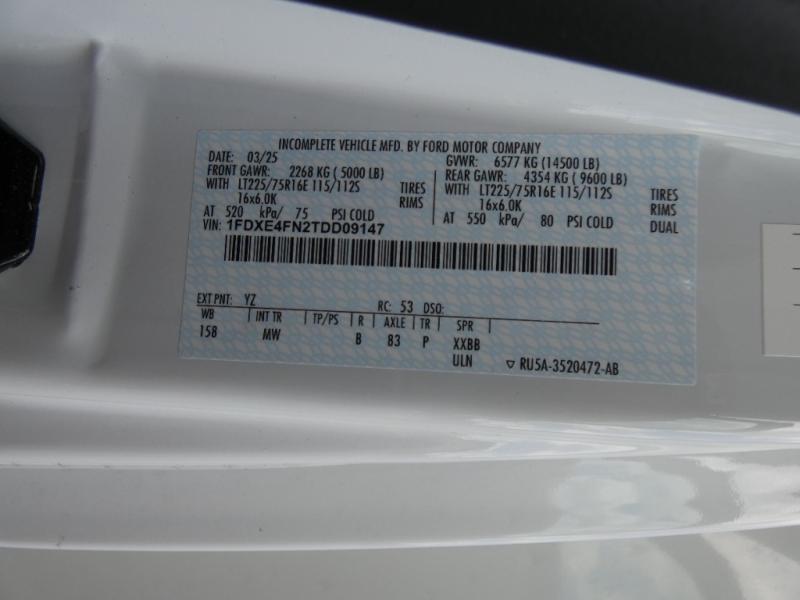 INCOMPLETE VEHICLE MFD. BY FORD MOTOR COMPANY
DATE: 03/25 GVWR: 6577 KG (14500 LB)
FRONT GAWR: 2268 KG ( 5000 LB) REAR GAWR: 4354 KG ( 9600 LB)
WITH LT225/75R16E 115/112S TIRES WITH LT225/75R16E 115/112S TIRES
16x6.0K RIMS 16x6.0K RIMS
AT 520 kPa/ 75 PSI COLD AT 550 kPa/ 80 PSI COLD DUAL
VIN: 1FDXE4FN2TDD09147
EXT PNT: YZ RC: 53 DSO:
WB INT TR TP/PS R AXLE TR SPR
158 MW B 83 P XXBB
ULN ▽ RU5A-3520472-AB